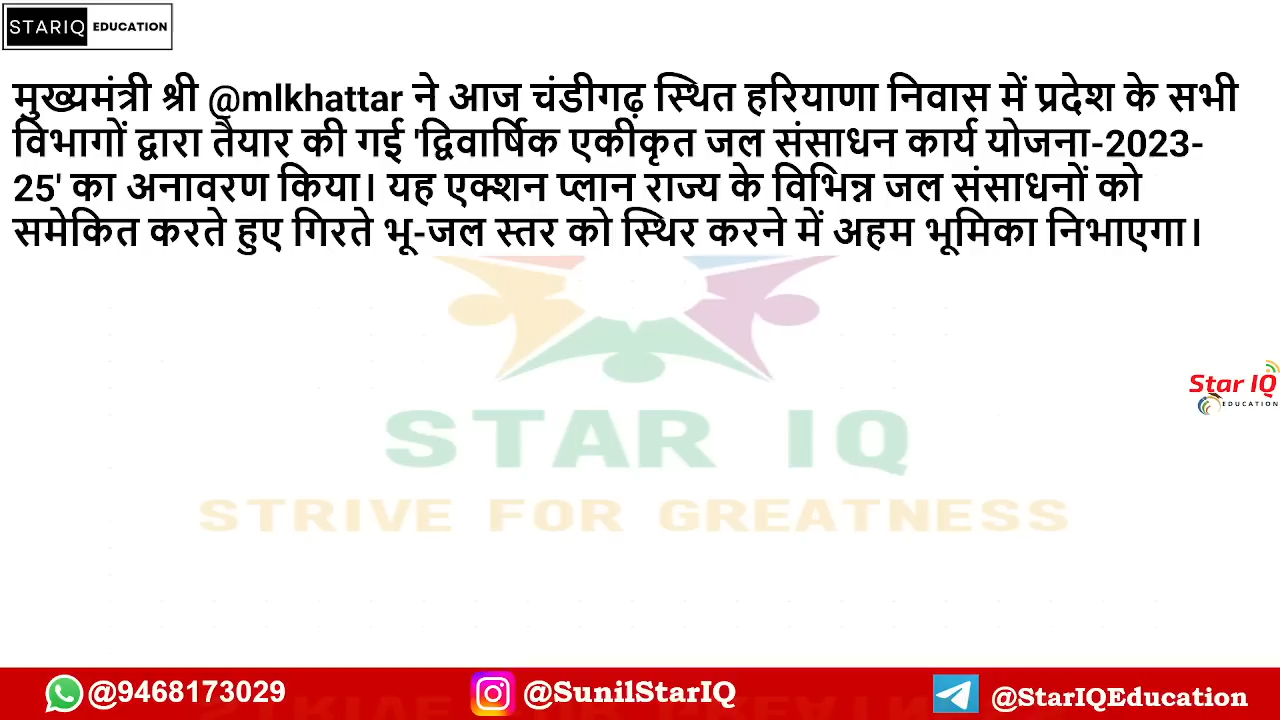 STARIQ EDUCATION
मुख्यमंत्री श्री @mlkhattar ने आज चंडीगढ़ स्थित हरियाणा निवास में प्रदेश के सभी
विभागों द्वारा तैयार की गई 'द्विवार्षिक एकीकृत जल संसाधन कार्य योजना-2023-
25' का अनावरण किया। यह एक्शन प्लान राज्य के विभिन्न जल संसाधनों को
समेकित करते हुए गिरते भू-जल स्तर को स्थिर करने में अहम भूमिका निभाएगा।
Star IQ
EDUCATION
STAR IQ
STRIVE FOR GREATNESS
@9468173029 @SunilStarIQ @StarIQEducation